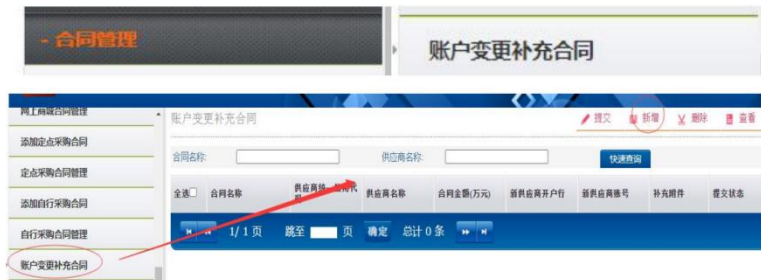 - 合同管理
账户变更补充合同
网上商城合同管理
添加定点采购合同
定点采购合同管理
添加自行采购合同
自行采购合同管理
账户变更补充合同
账户变更补充合同
提交 新增 删除 查看
合同名称: 供应商名称: 快速查询
全选 合同名称 供应商统 代 供应商名称 合同金额(万元) 新供应商开户行 新供应商账号 补充附件 提交状态
1/1页 跳至 页 确定 总计0条